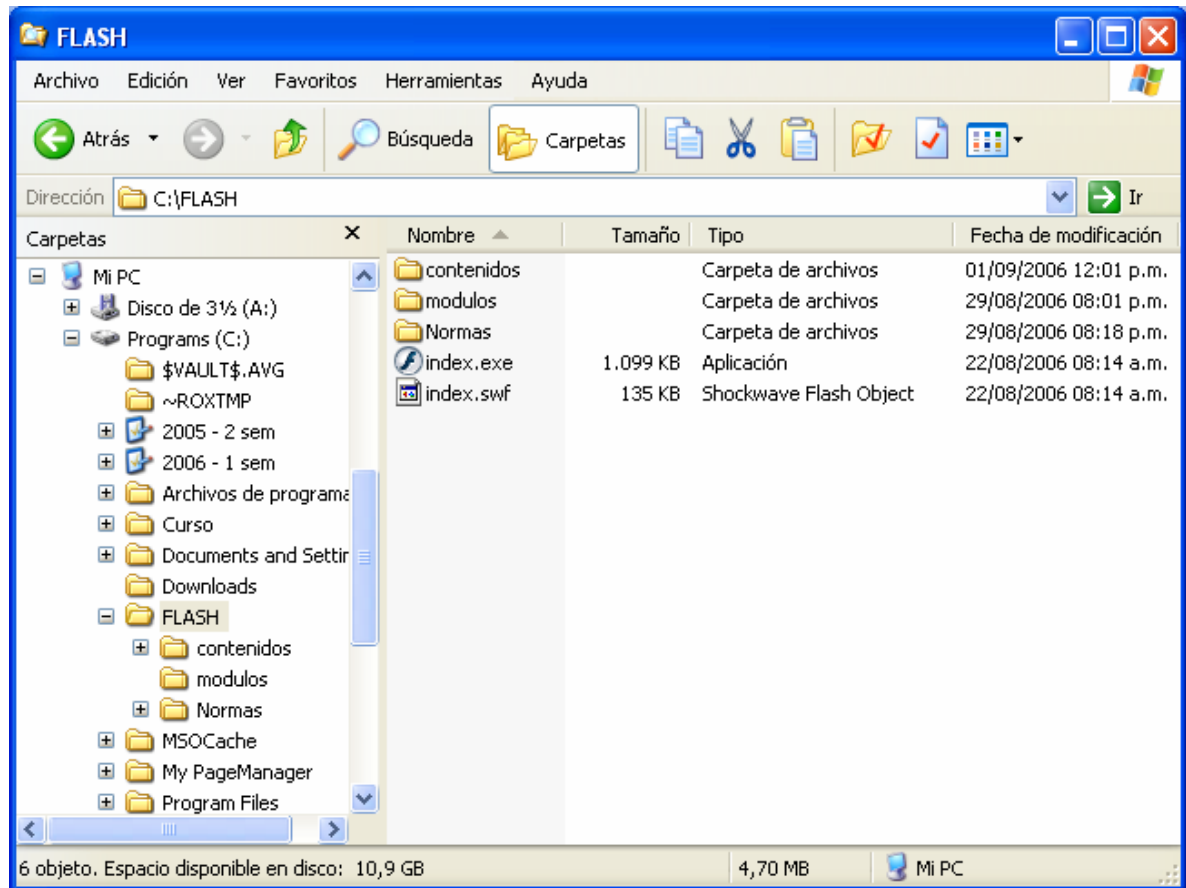 FLASH
Archivo Edición Ver Favoritos Herramientas Ayuda
Atrás Búsqueda Carpetas
Dirección C:\FLASH Ir
Carpetas Nombre Tamaño Tipo Fecha de modificación
Mi PC
Disco de 3½ (A:)
Programs (C:)
$VAULT$.AVG
~ROXTMP
2005 - 2 sem
2006 - 1 sem
Archivos de programa
Curso
Documents and Settin
Downloads
FLASH
contenidos
modulos
Normas
MSOCache
My PageManager
Program Files
contenidos Carpeta de archivos 01/09/2006 12:01 p.m.
modulos Carpeta de archivos 29/08/2006 08:01 p.m.
Normas Carpeta de archivos 29/08/2006 08:18 p.m.
index.exe 1.099 KB Aplicación 22/08/2006 08:14 a.m.
index.swf 135 KB Shockwave Flash Object 22/08/2006 08:14 a.m.
6 objeto. Espacio disponible en disco: 10,9 GB 4,70 MB Mi PC